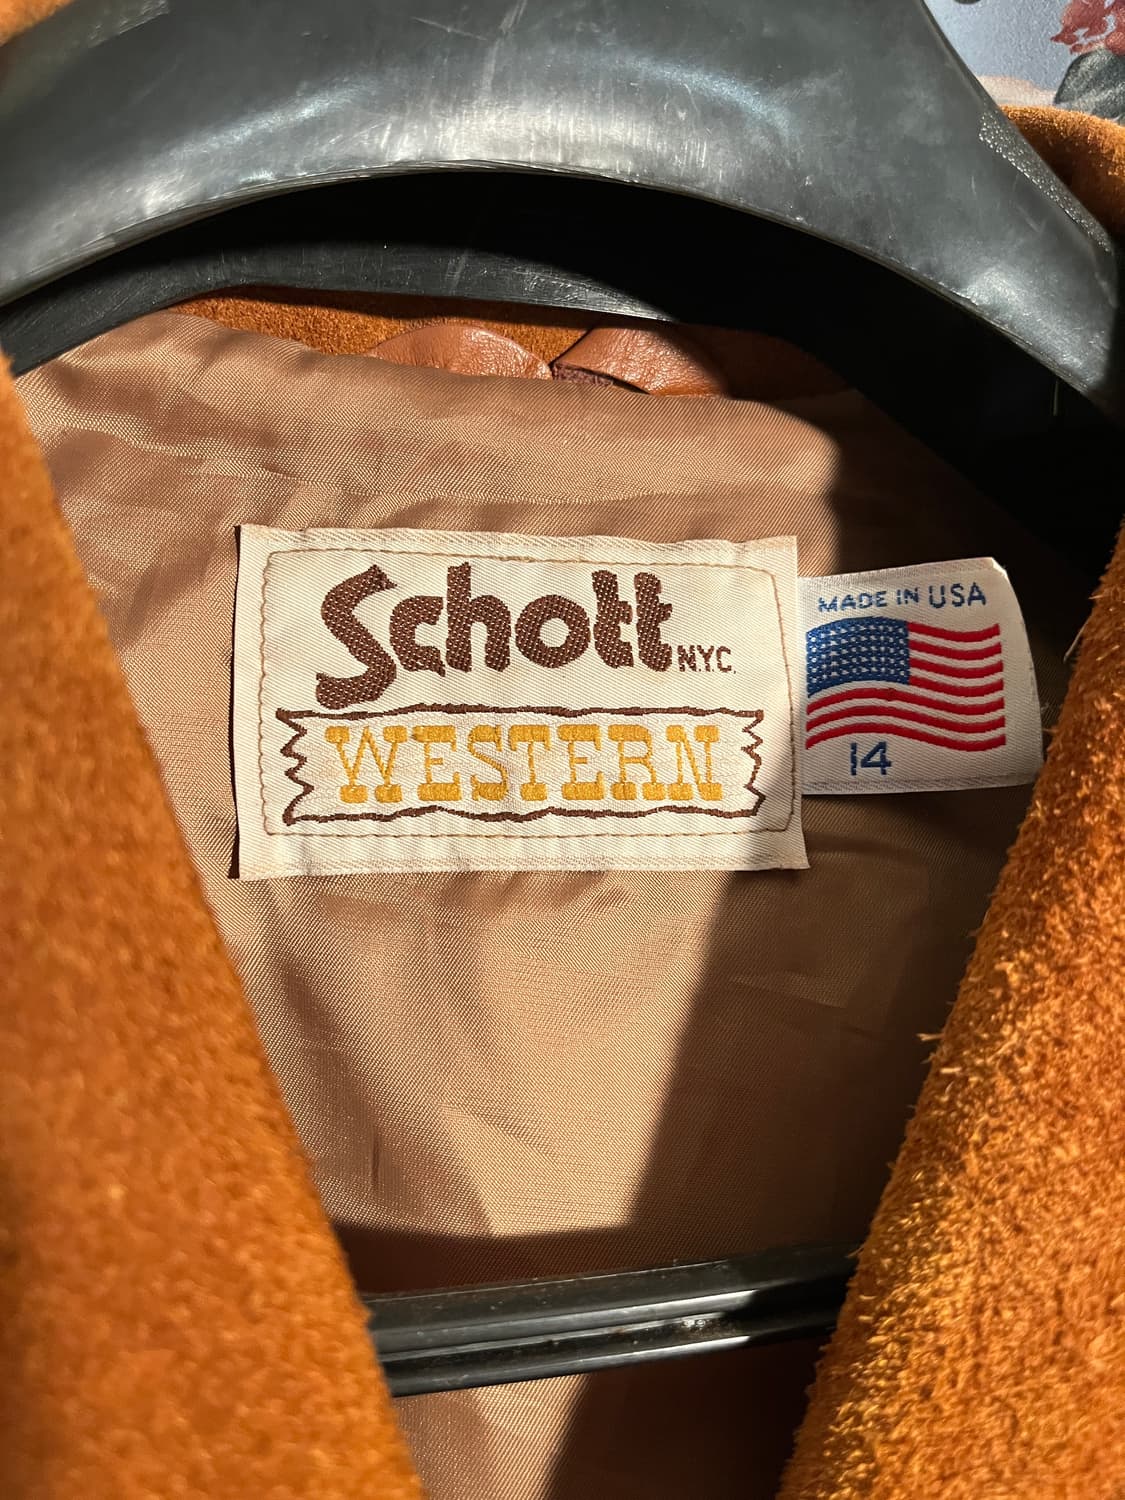 Schott N.Y.C.
WESTERN
MADE IN USA
14